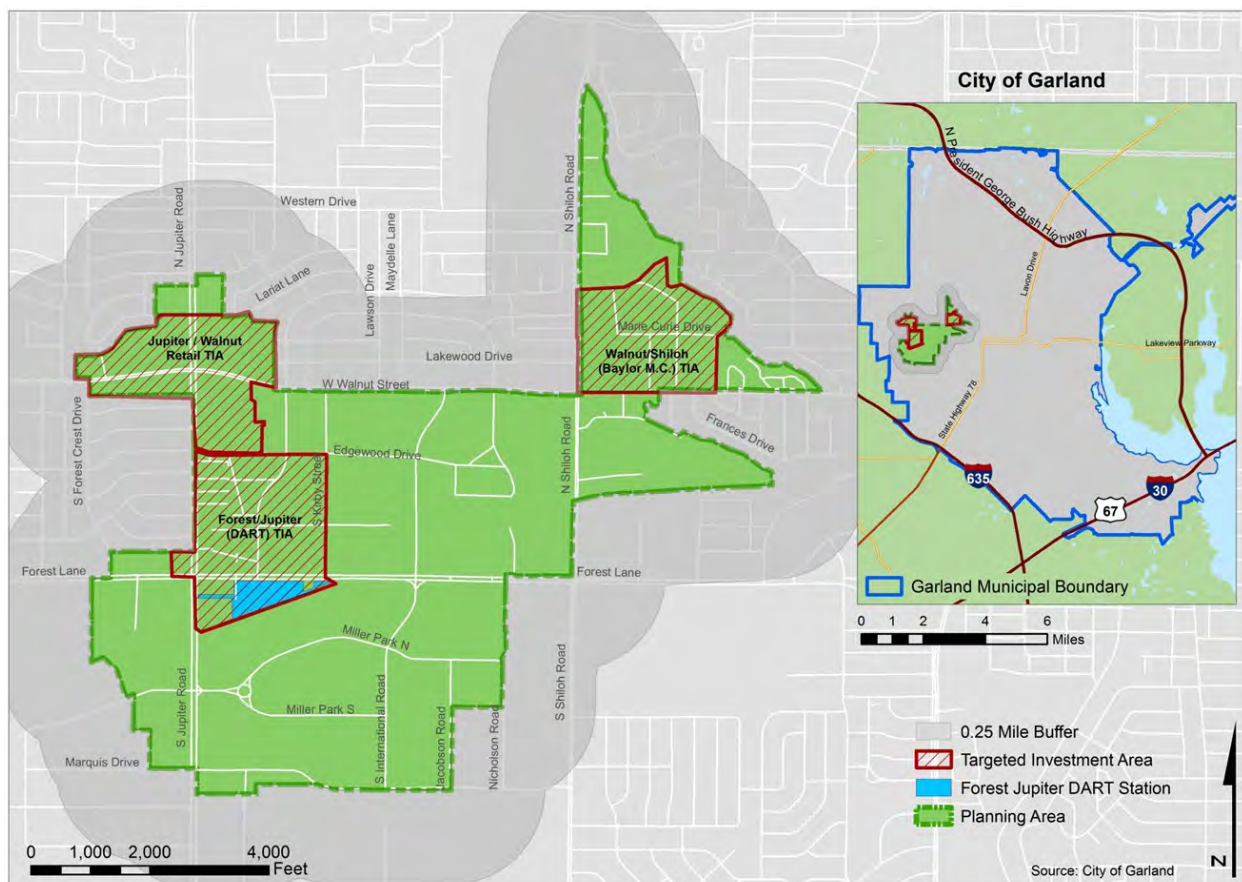 City of Garland
N President George Bush Highway
Lavon Drive
Lakeview Parkway
State Highway 78
635
67
30
Garland Municipal Boundary
0 1 2 4 6
Miles
N Shiloh Road
Western Drive
N Jupiter Road
Maydelle Lane
Lariat Lane
Lawson Drive
Marie Curie Drive
Jupiter / Walnut
Retail TIA
Lakewood Drive
Walnut/Shiloh
(Baylor M.C.) TIA
W Walnut Street
S Forest Crest Drive
Frances Drive
Edgewood Drive
N Shiloh Road
S Kirby Street
Forest/Jupiter
(DART) TIA
Forest Lane
Forest Lane
Miller Park N
S Jupiter Road
S Shiloh Road
Miller Park S
S International Road
Jacobson Road
Nicholson Road
Marquis Drive
0.25 Mile Buffer
Targeted Investment Area
Forest Jupiter DART Station
Planning Area
0 1,000 2,000 4,000
Feet
Source: City of Garland
N